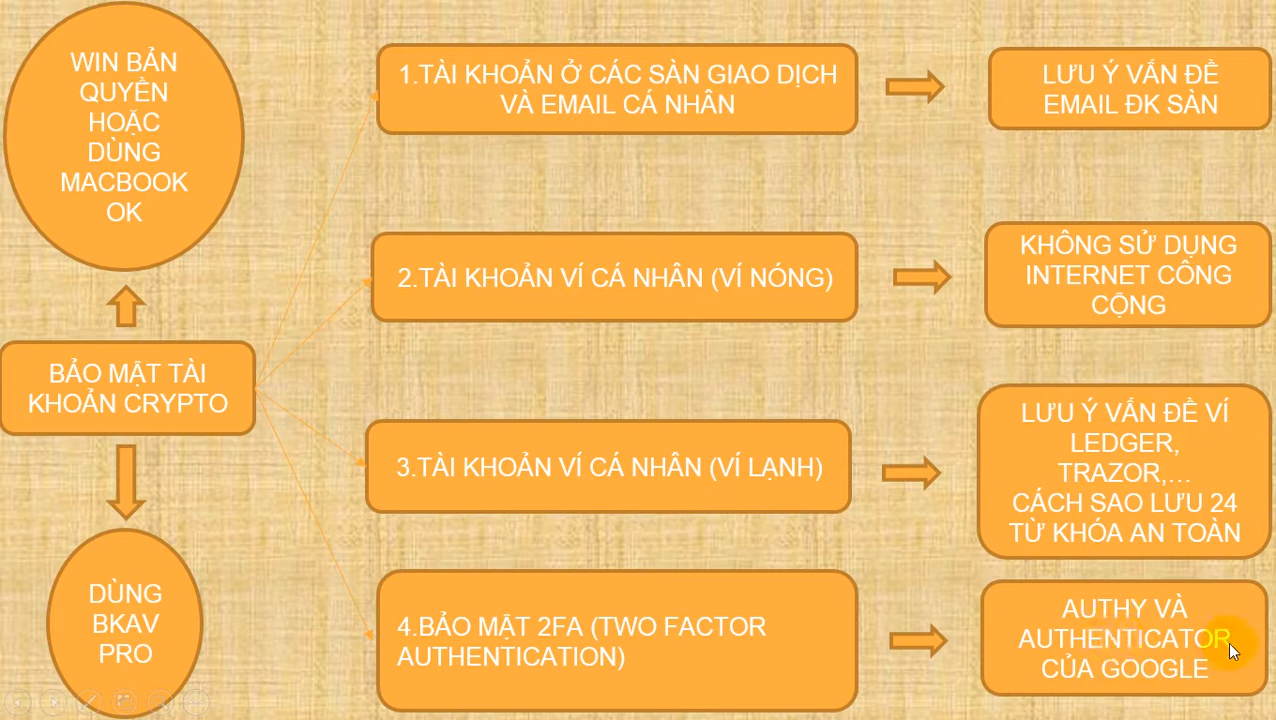 WIN BẢN
QUYỀN
HOẶC
DÙNG
MACBOOK
OK
BẢO MẬT TÀI
KHOẢN CRYPTO
DÙNG
BKAV
PRO
1.TÀI KHOẢN Ở CÁC SÀN GIAO DỊCH
VÀ EMAIL CÁ NHÂN
LƯU Ý VẤN ĐỀ
EMAIL ĐK SÀN
2.TÀI KHOẢN VÍ CÁ NHÂN (VÍ NÓNG)
KHÔNG SỬ DỤNG
INTERNET CÔNG
CỘNG
3.TÀI KHOẢN VÍ CÁ NHÂN (VÍ LẠNH)
LƯU Ý VẤN ĐỀ VÍ
LEDGER,
TRAZOR,...
CÁCH SAO LƯU 24
TỪ KHÓA AN TOÀN
4.BẢO MẬT 2FA (TWO FACTOR
AUTHENTICATION)
AUTHY VÀ
AUTHENTICATOR
CỦA GOOGLE